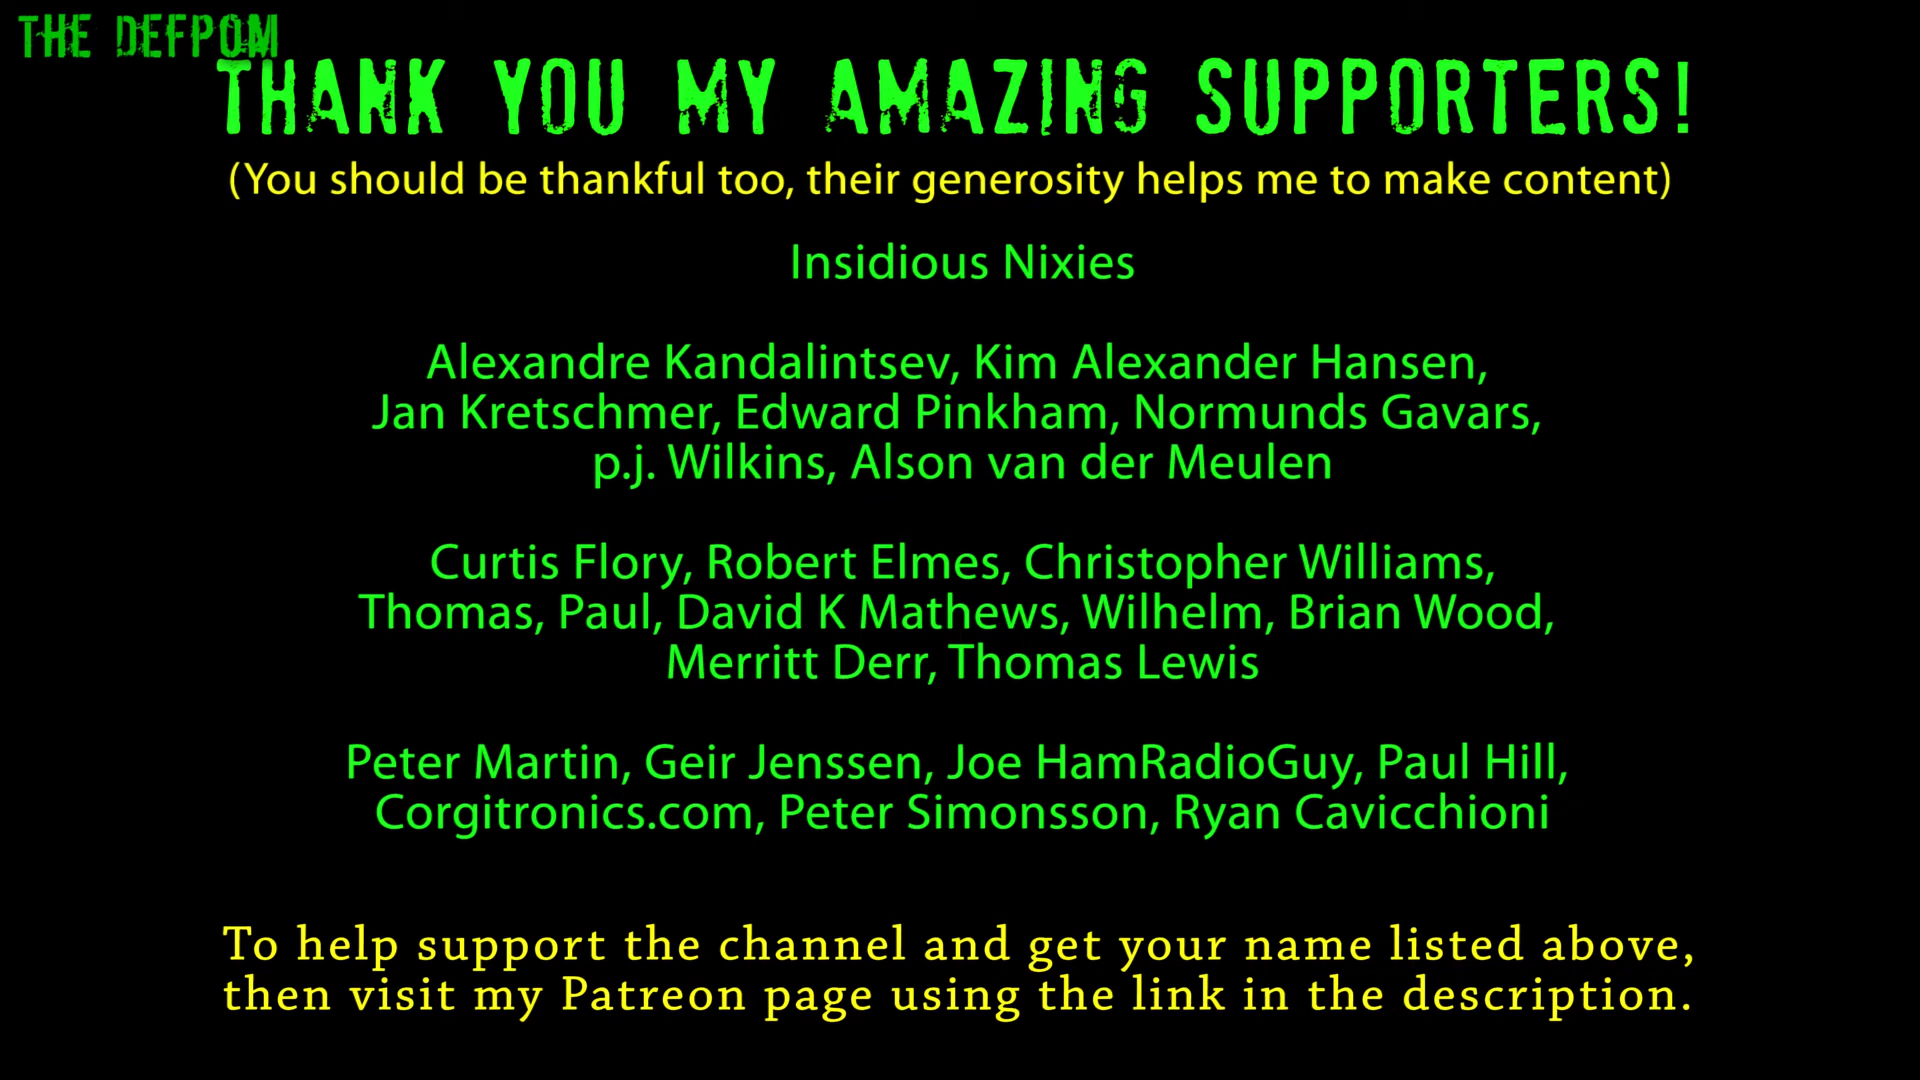 THE DEFPOM
THANK YOU MY AMAZING SUPPORTERS!
(You should be thankful too, their generosity helps me to make content)
Insidious Nixies
Alexandre Kandalintsev, Kim Alexander Hansen,
Jan Kretschmer, Edward Pinkham, Normunds Gavars,
p.j. Wilkins, Alson van der Meulen
Curtis Flory, Robert Elmes, Christopher Williams,
Thomas, Paul, David K Mathews, Wilhelm, Brian Wood,
Merritt Derr, Thomas Lewis
Peter Martin, Geir Jenssen, Joe HamRadioGuy, Paul Hill,
Corgitronics.com, Peter Simonsson, Ryan Cavicchioni
To help support the channel and get your name listed above,
then visit my Patreon page using the link in the description.